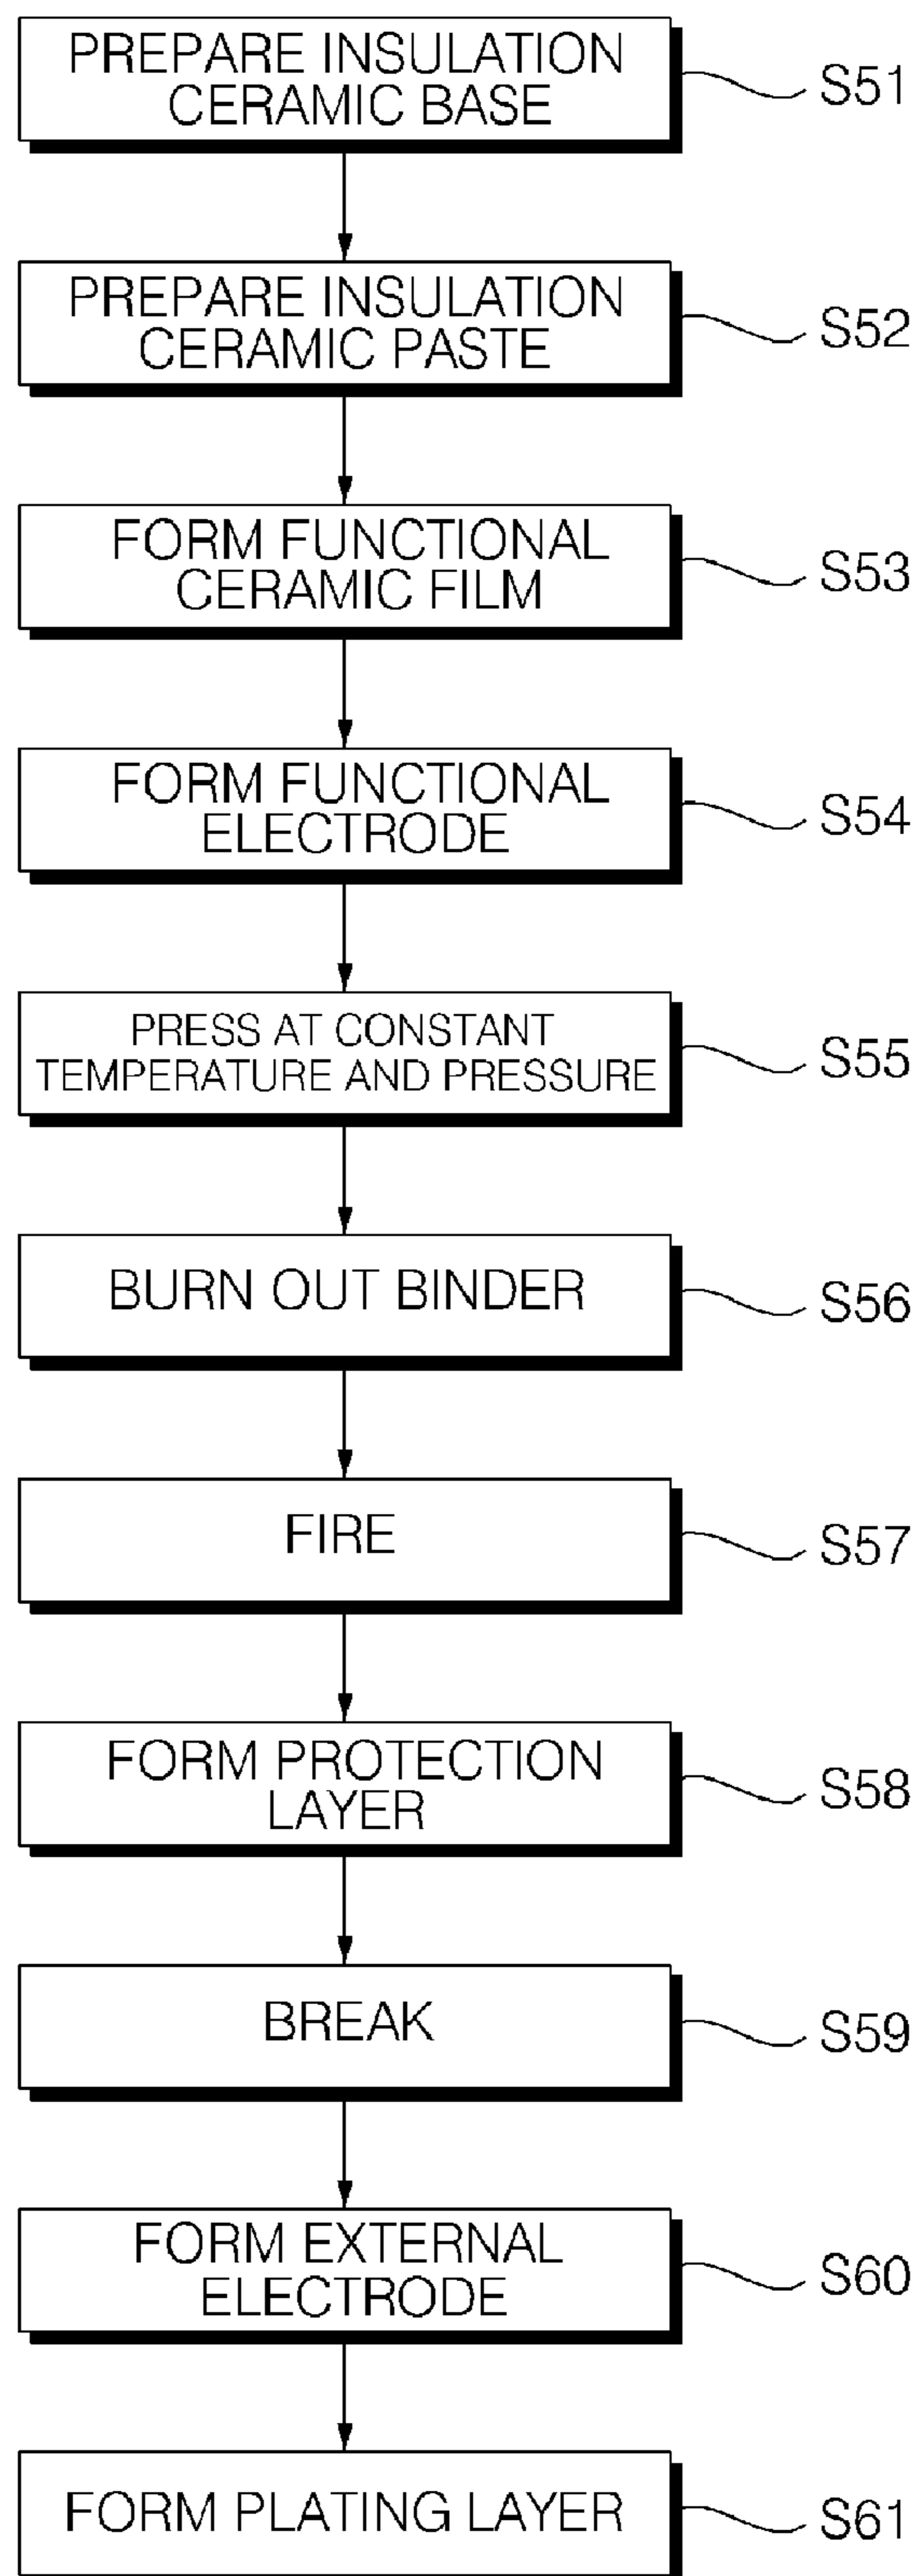 PREPARE INSULATION
CERAMIC BASE
S51
PREPARE INSULATION
CERAMIC PASTE
S52
FORM FUNCTIONAL
CERAMIC FILM
S53
FORM FUNCTIONAL
ELECTRODE
S54
PRESS AT CONSTANT
TEMPERATURE AND PRESSURE
S55
BURN OUT BINDER
S56
FIRE
S57
FORM PROTECTION
LAYER
S58
BREAK
S59
FORM EXTERNAL
ELECTRODE
S60
FORM PLATING LAYER
S61